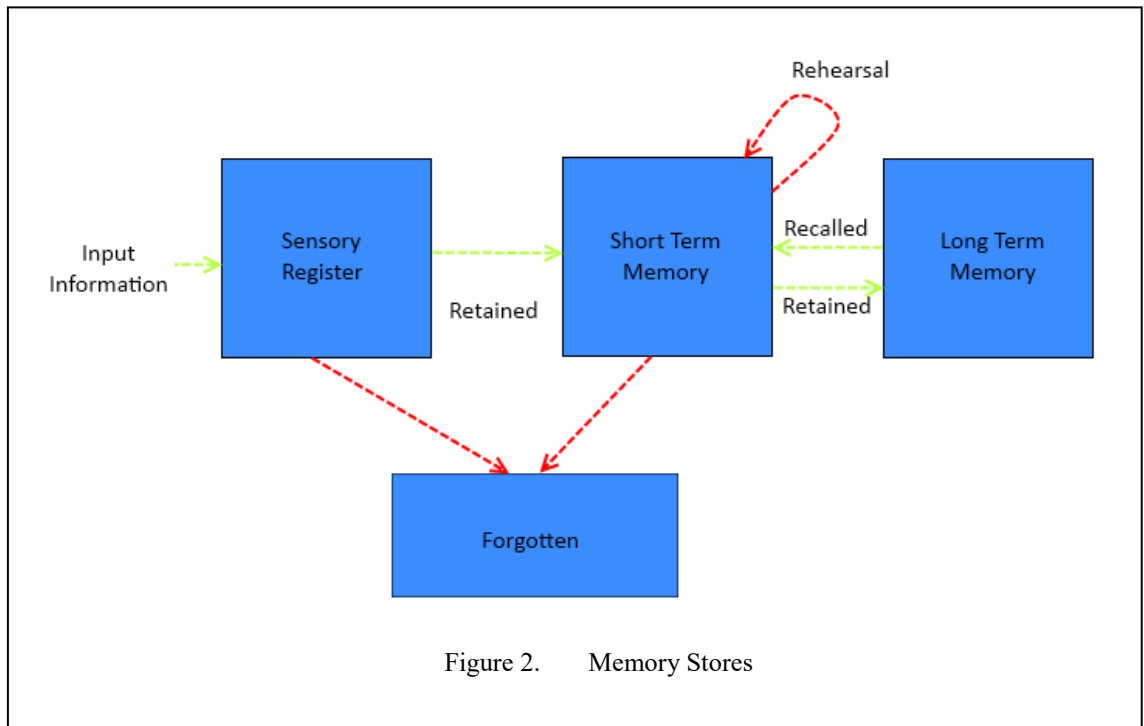 Rehearsal
Input
Information
Sensory
Register
Retained
Short Term
Memory
Recalled
Retained
Long Term
Memory
Forgotten
Figure 2. Memory Stores